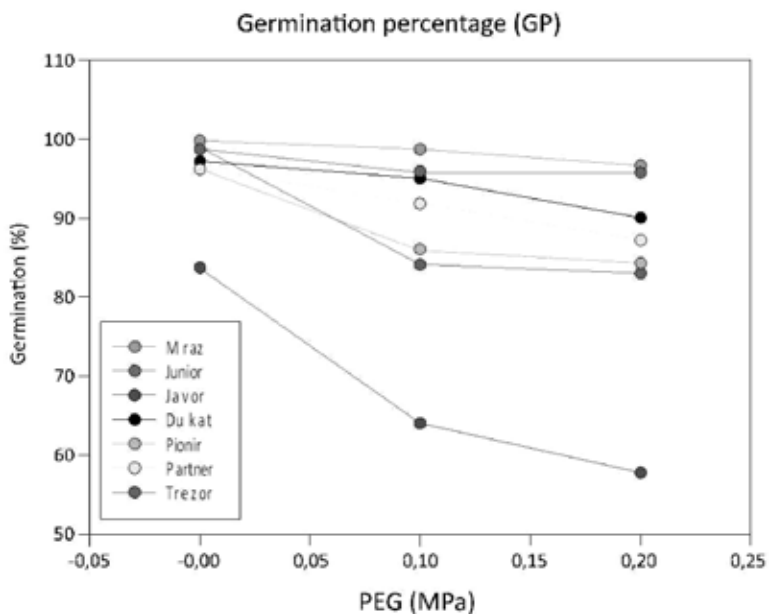 Germination percentage (GP)
110
100
90
80
70
60
50
Germination (%)
Mraz
Junior
Javor
Dukat
Pionir
Partner
Trezor
-0,05
-0,00
0,05
0,10
0,15
0,20
0,25
PEG (MPa)